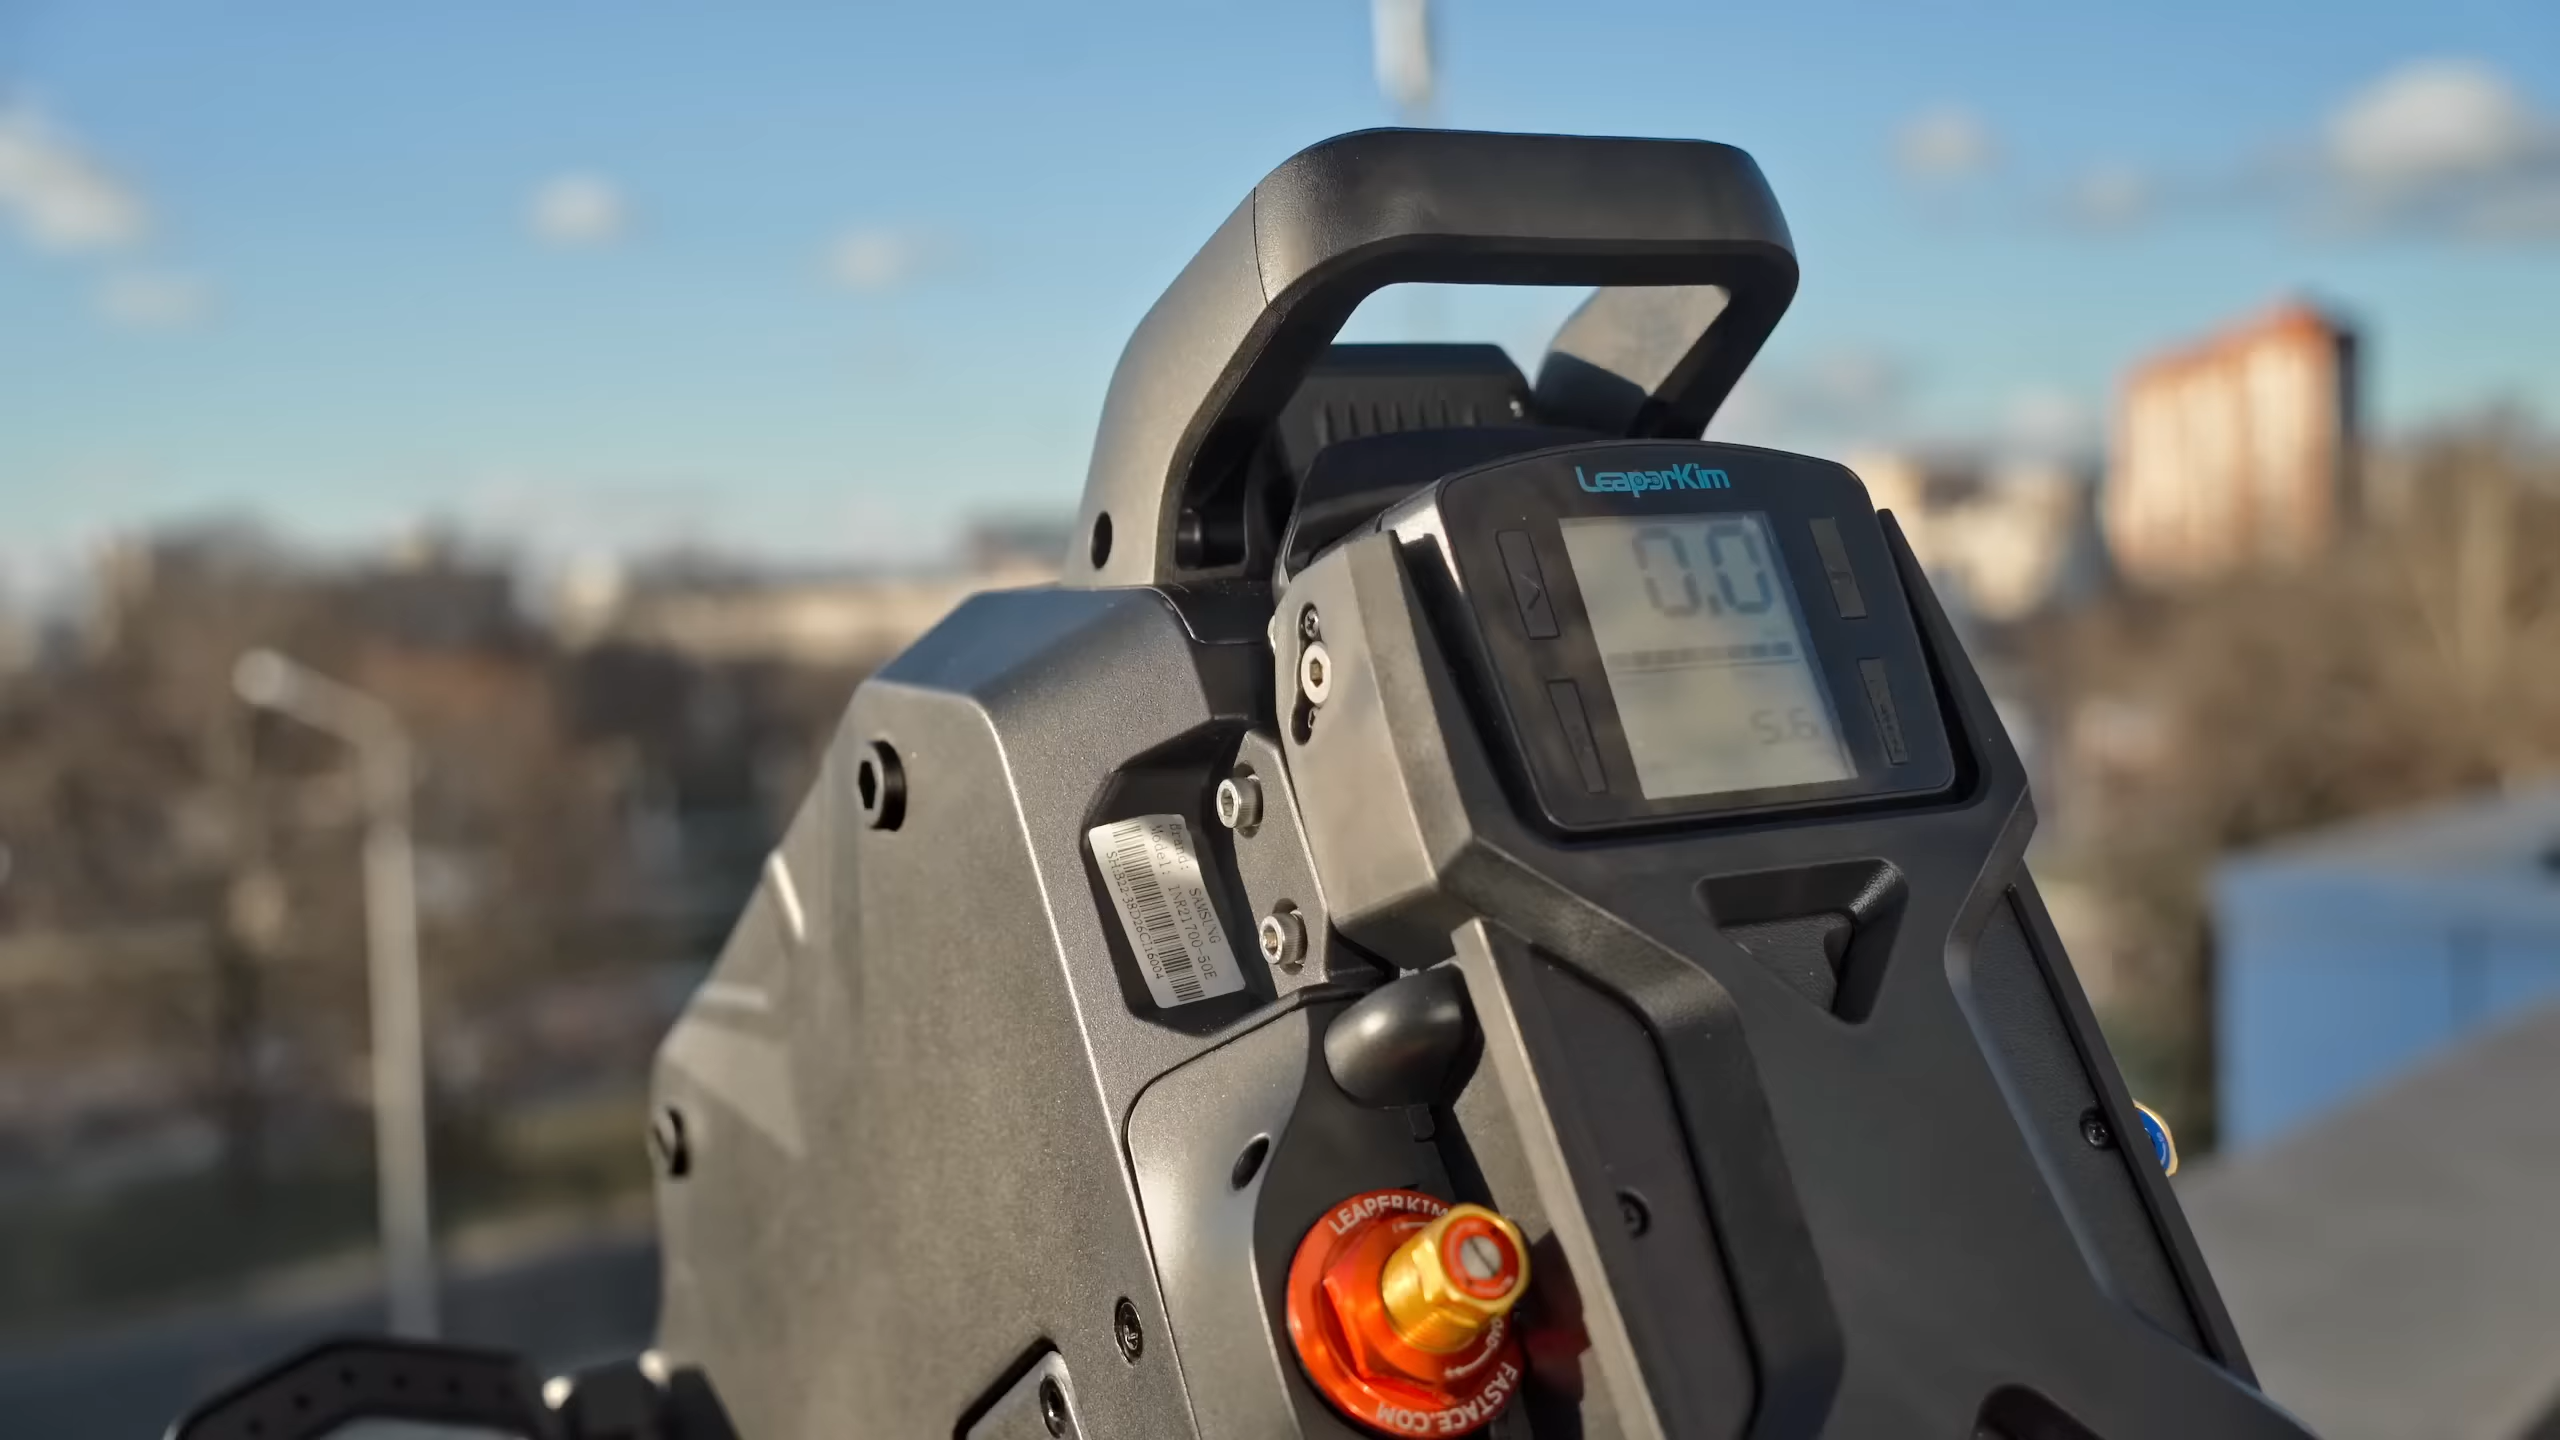 LeaperKim
0.0
5.6
Brand: SAMSUNG
Model: INR21700-50E
LEAPERKIM
FASTACE.COM